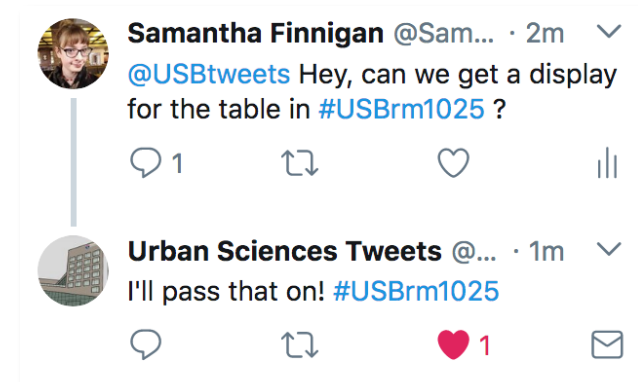 Samantha Finnigan @Sam... · 2m
@USBtweets Hey, can we get a display
for the table in #USBrm1025 ?
1
Urban Sciences Tweets @... · 1m
I'll pass that on! #USBrm1025
1